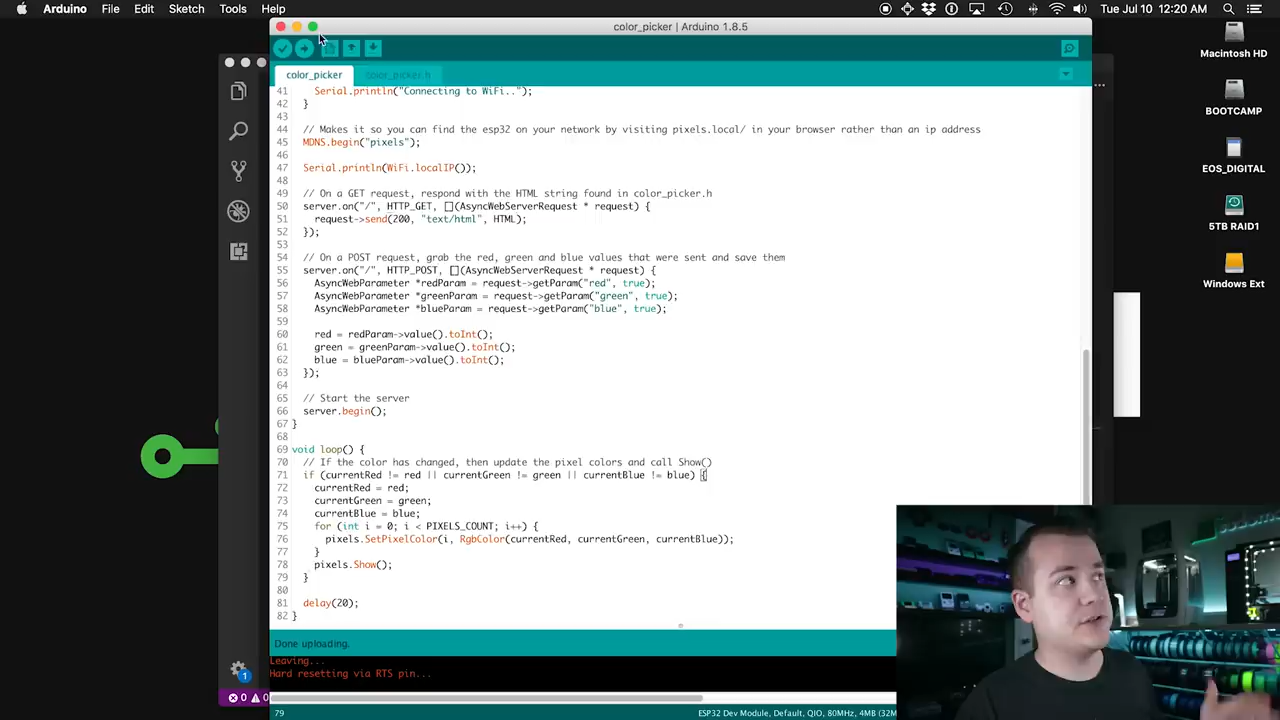 Arduino File Edit Sketch Tools Help
Tue Jul 10 12:20 AM Steven
color_picker | Arduino 1.8.5
color_picker
color_picker.h
41 Serial.println("Connecting to WiFi..");
42 }
43
44 // Makes it so you can find the esp32 on your network by visiting pixels.local/ in your browser rather than an ip address
45 MDNS.begin("pixels");
46
47 Serial.println(WiFi.localIP());
48
49 // On a GET request, respond with the HTML string found in color_picker.h
50 server.on("/", HTTP_GET, [](AsyncWebServerRequest * request) {
51 request->send(200, "text/html", HTML);
52 });
53
54 // On a POST request, grab the red, green and blue values that were sent and save them
55 server.on("/", HTTP_POST, [](AsyncWebServerRequest * request) {
56 AsyncWebParameter *redParam = request->getParam("red", true);
57 AsyncWebParameter *greenParam = request->getParam("green", true);
58 AsyncWebParameter *blueParam = request->getParam("blue", true);
59
60 red = redParam->value().toInt();
61 green = greenParam->value().toInt();
62 blue = blueParam->value().toInt();
63 });
64
65 // Start the server
66 server.begin();
67 }
68
69 void loop() {
70 // If the color has changed, then update the pixel colors and call Show()
71 if (currentRed != red || currentGreen != green || currentBlue != blue) {
72 currentRed = red;
73 currentGreen = green;
74 currentBlue = blue;
75 for (int i = 0; i < PIXELS_COUNT; i++) {
76 pixels.SetPixelColor(i, RgbColor(currentRed, currentGreen, currentBlue));
77 }
78 pixels.Show();
79 }
80
81 delay(20);
82 }
Done uploading.
Leaving...
Hard resetting via RTS pin...
79
ESP32 Dev Module, Default, QIO, 80MHz, 4MB (32M
1
0 0
Macintosh HD
BOOTCAMP
EOS_DIGITAL
5TB RAID1
Windows Ext